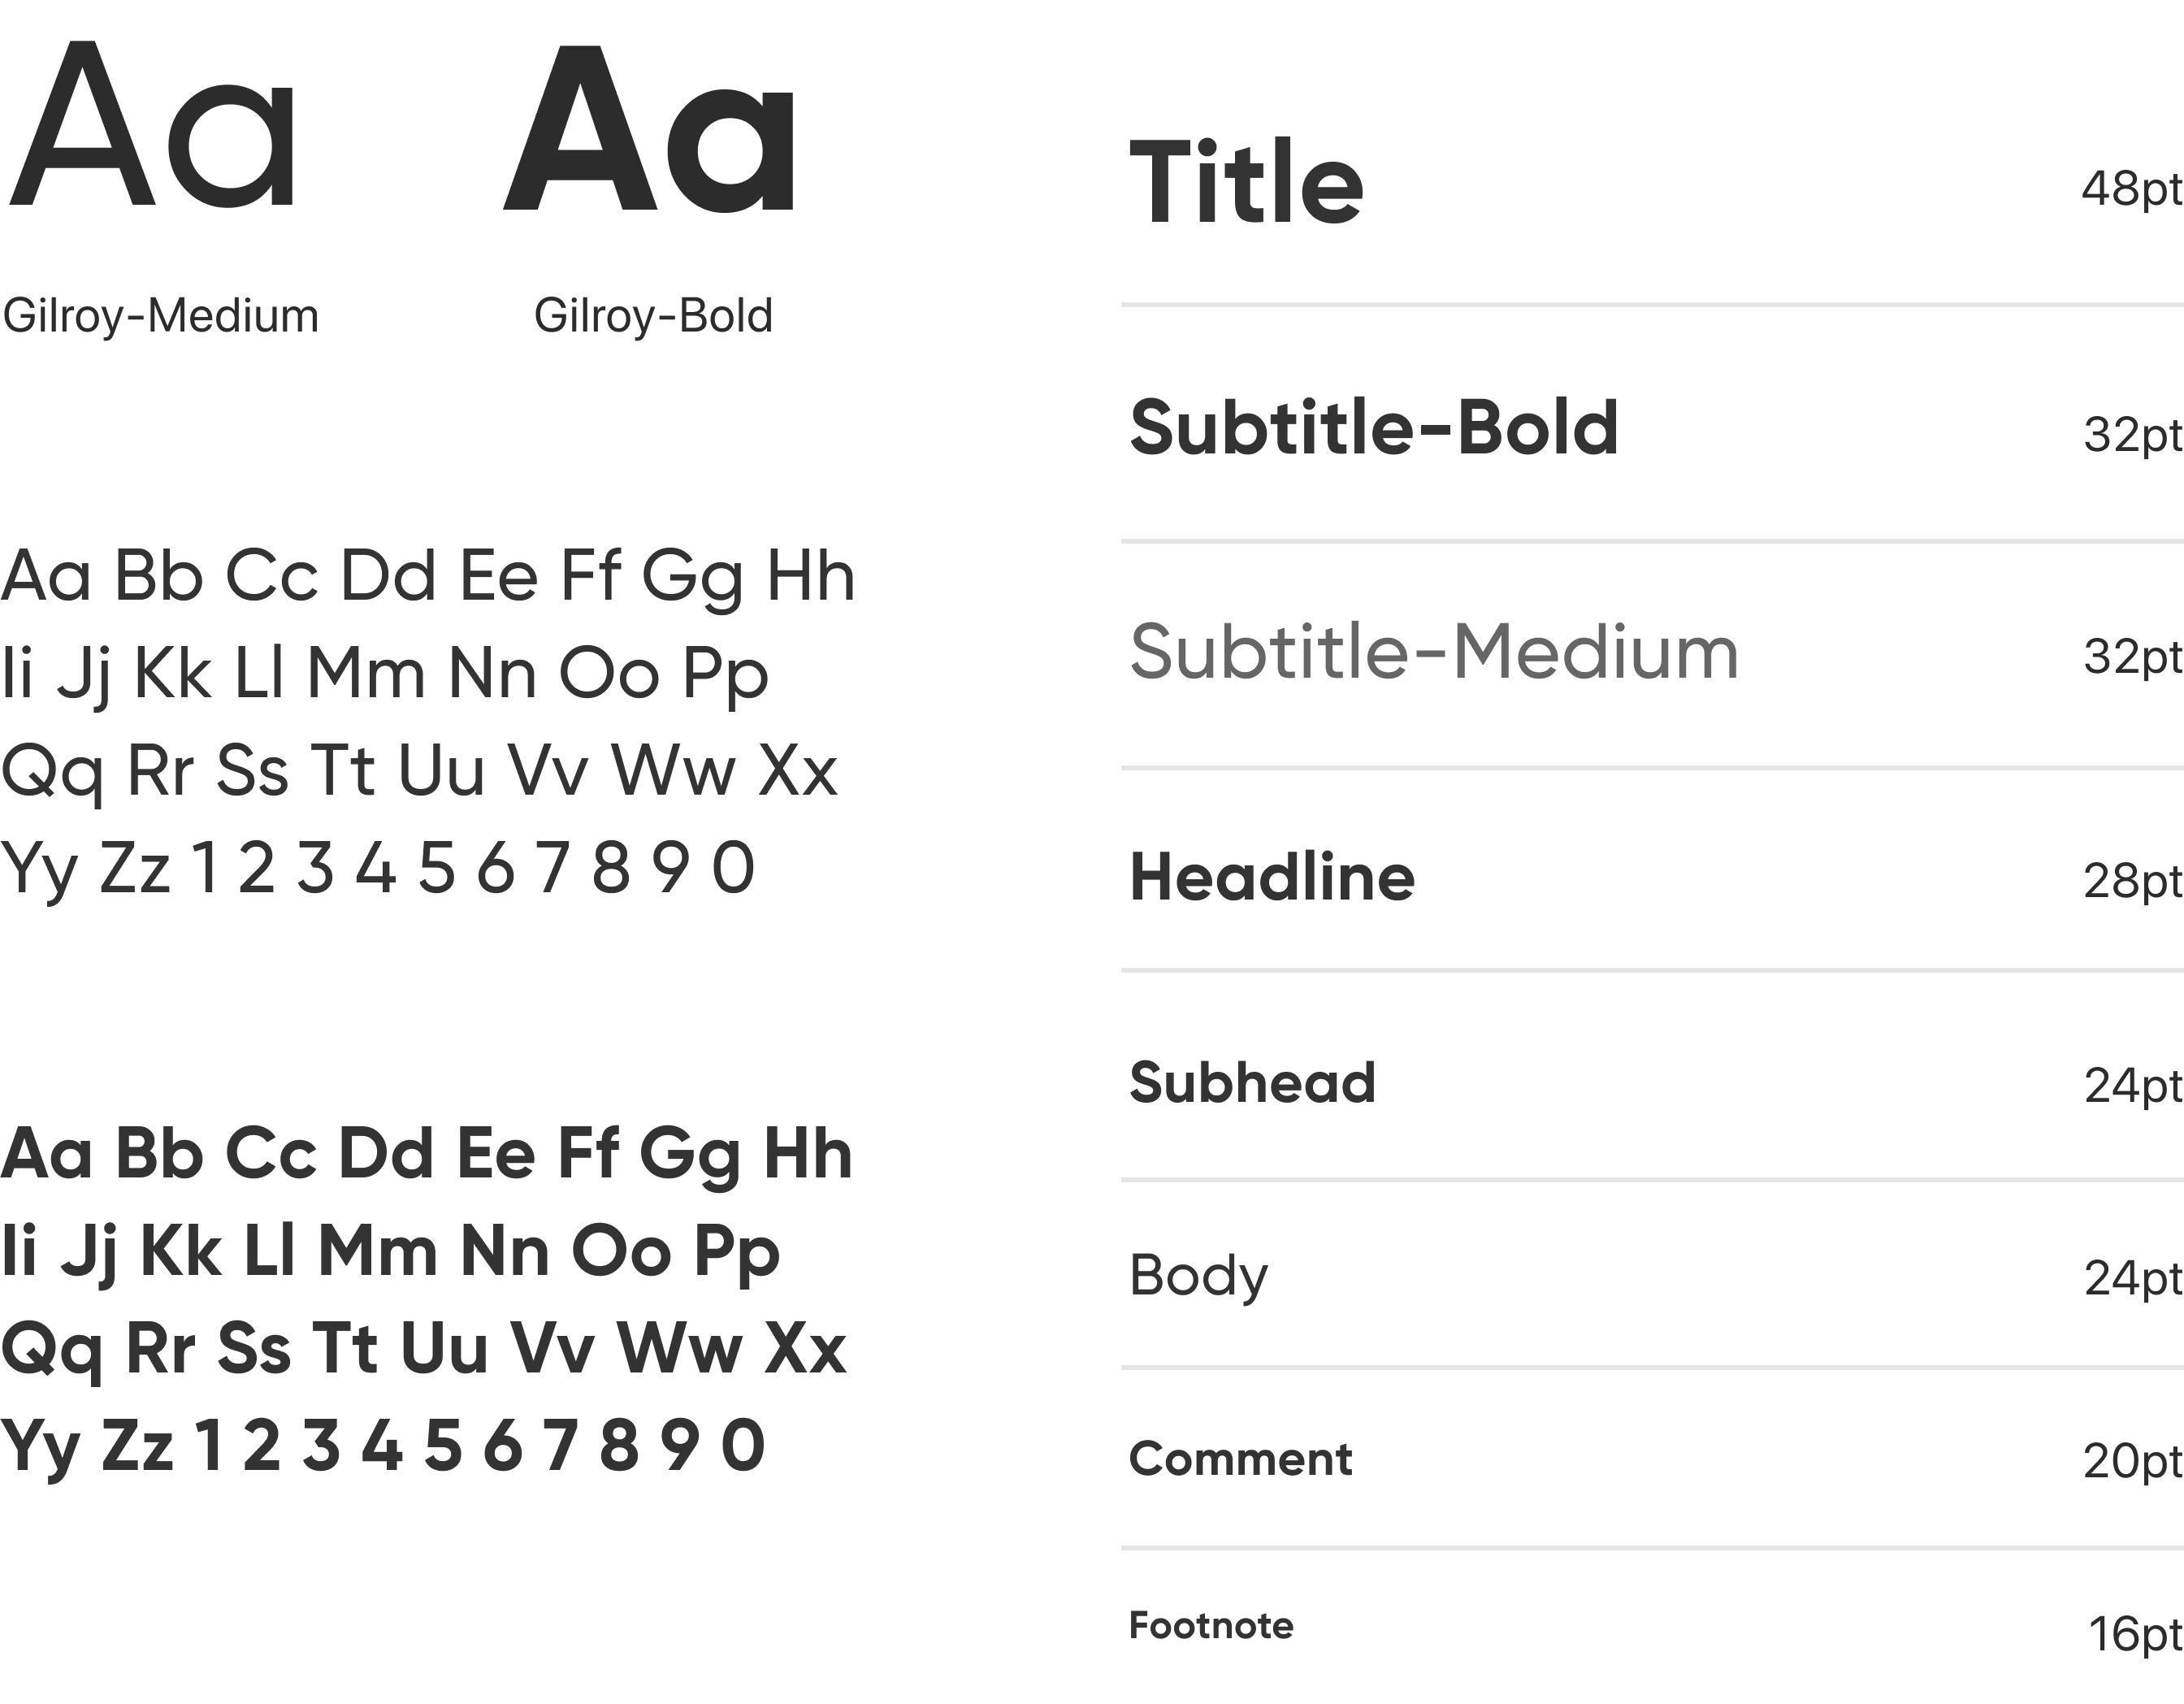 Aa
Aa
Gilroy-Medium
Gilroy-Bold
Aa Bb Cc Dd Ee Ff Gg Hh
Ii Jj Kk Ll Mm Nn Oo Pp
Qq Rr Ss Tt Uu Vv Ww Xx
Yy Zz 1 2 3 4 5 6 7 8 9 0
Aa Bb Cc Dd Ee Ff Gg Hh
Ii Jj Kk Ll Mm Nn Oo Pp
Qq Rr Ss Tt Uu Vv Ww Xx
Yy Zz 1 2 3 4 5 6 7 8 9 0
Title 48pt
Subtitle-Bold 32pt
Subtitle-Medium 32pt
Headline 28pt
Subhead 24pt
Body 24pt
Comment 20pt
Footnote 16pt